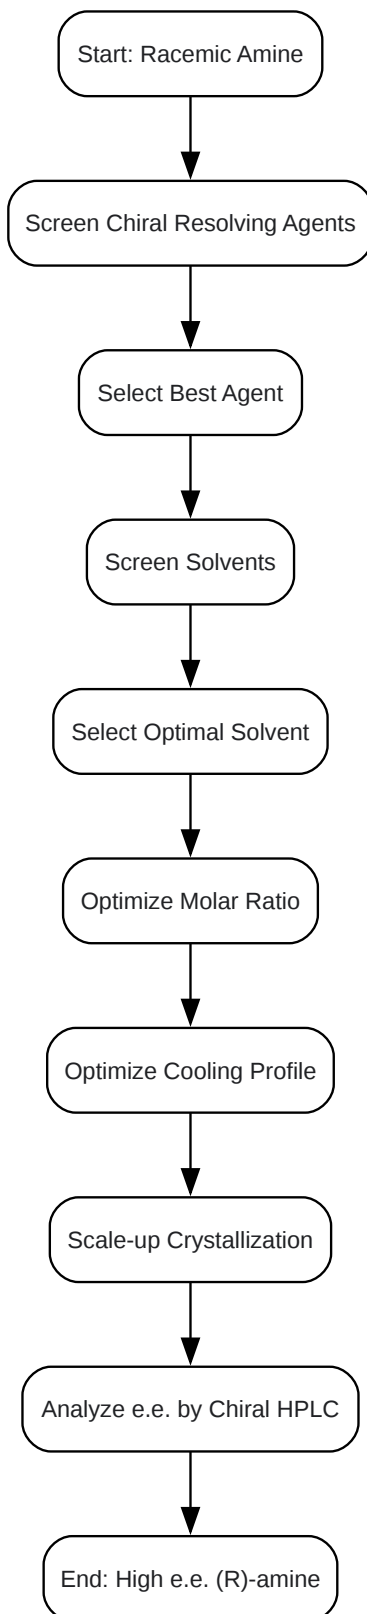 Start: Racemic Amine
Screen Chiral Resolving Agents
Select Best Agent
Screen Solvents
Select Optimal Solvent
Optimize Molar Ratio
Optimize Cooling Profile
Scale-up Crystallization
Analyze e.e. by Chiral HPLC
End: High e.e. (R)-amine